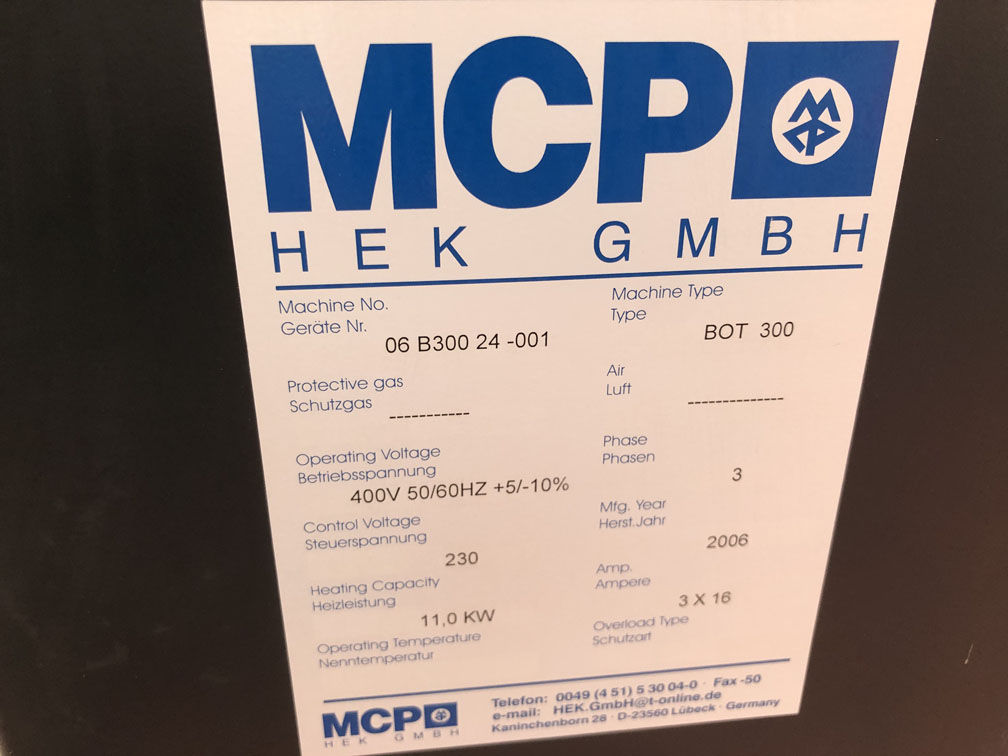 MCP MCP
HEK GMBH
Machine No.
Geräte Nr.
06 B300 24 -001
Machine Type
Type
BOT 300
Protective gas
Schutzgas
-----------
Air
Luft
-------------
Operating Voltage
Betriebsspannung
400V 50/60HZ +5/-10%
Phase
Phasen
3
Control Voltage
Steuerspannung
230
Mfg. Year
Herst.Jahr
2006
Heating Capacity
Heizleistung
11,0 KW
Amp.
Ampere
3 X 16
Operating Temperature
Nenntemperatur
Overload Type
Schutzart
MCP
HEK GMBH
Telefon: 0049 (4 51) 5 30 04-0 · Fax -50
e-mail: HEK.GmbH@t-online.de
Kaninchenborn 28 · D-23560 Lübeck · Germany